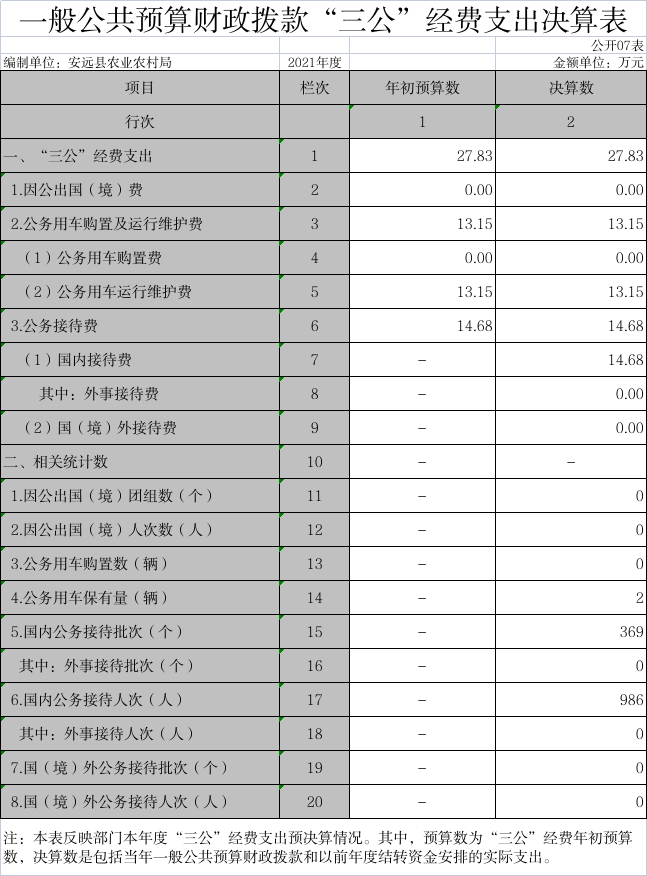 一般公共预算财政拨款“三公”经费支出决算表
公开07表
编制单位：安远县农业农村局 2021年度 金额单位：万元
项目 栏次 年初预算数 决算数
行次 1 2
一、“三公”经费支出 1 27.83 27.83
1.因公出国（境）费 2 0.00 0.00
2.公务用车购置及运行维护费 3 13.15 13.15
（1）公务用车购置费 4 0.00 0.00
（2）公务用车运行维护费 5 13.15 13.15
3.公务接待费 6 14.68 14.68
（1）国内接待费 7 － 14.68
其中：外事接待费 8 － 0.00
（2）国（境）外接待费 9 － 0.00
二、相关统计数 10 － －
1.因公出国（境）团组数（个） 11 － 0
2.因公出国（境）人次数（人） 12 － 0
3.公务用车购置数（辆） 13 － 0
4.公务用车保有量（辆） 14 － 2
5.国内公务接待批次（个） 15 － 369
其中：外事接待批次（个） 16 － 0
6.国内公务接待人次（人） 17 － 986
其中：外事接待人次（人） 18 － 0
7.国（境）外公务接待批次（个） 19 － 0
8.国（境）外公务接待人次（人） 20 － 0
注：本表反映部门本年度“三公”经费支出预决算情况。其中，预算数为“三公”经费年初预算
数，决算数是包括当年一般公共预算财政拨款和以前年度结转资金安排的实际支出。